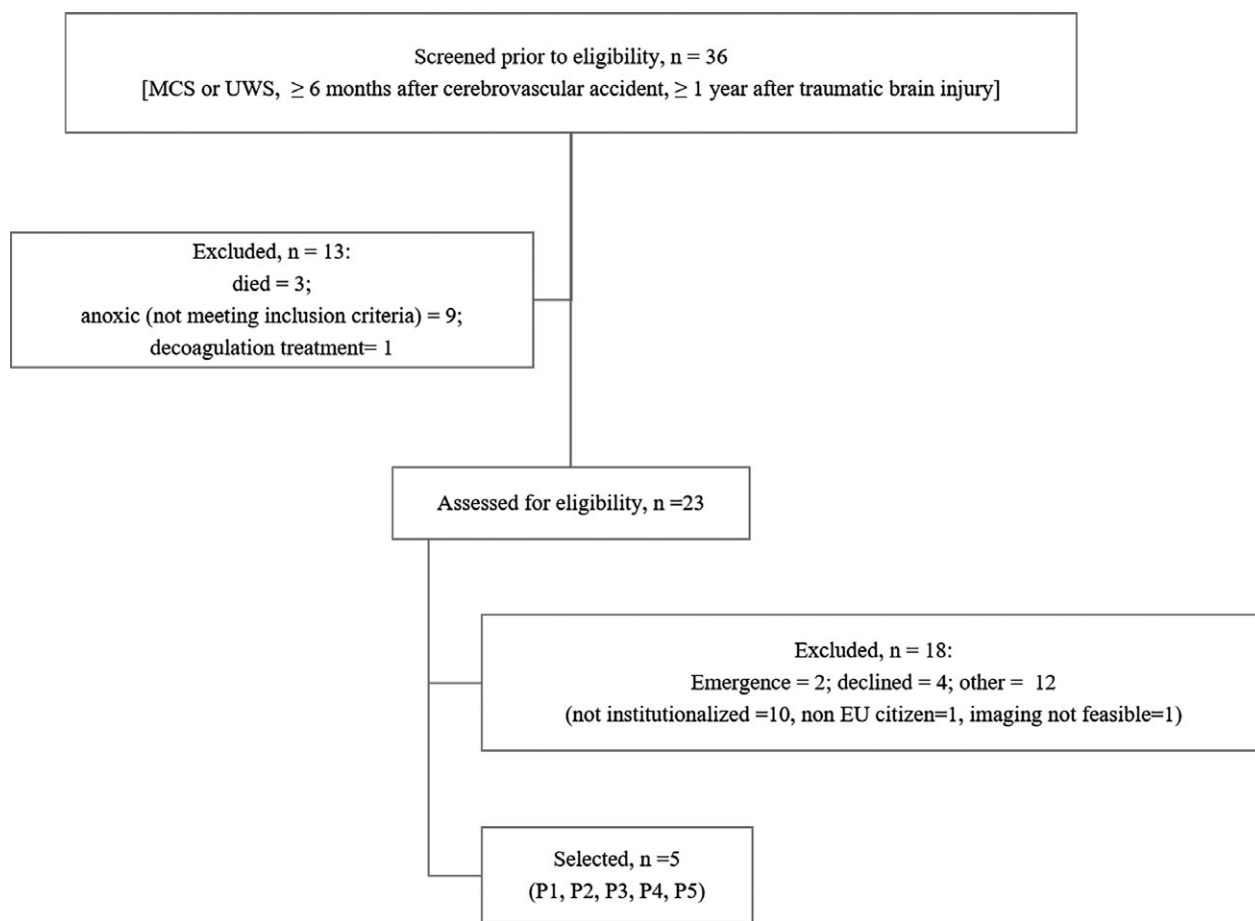 Screened prior to eligibility, n = 36
[MCS or UWS, ≥ 6 months after cerebrovascular accident, ≥ 1 year after traumatic brain injury]
Excluded, n = 13:
died = 3;
anoxic (not meeting inclusion criteria) = 9;
decoagulation treatment= 1
Assessed for eligibility, n =23
Excluded, n = 18:
Emergence = 2; declined = 4; other = 12
(not institutionalized =10, non EU citizen=1, imaging not feasible=1)
Selected, n =5
(P1, P2, P3, P4, P5)